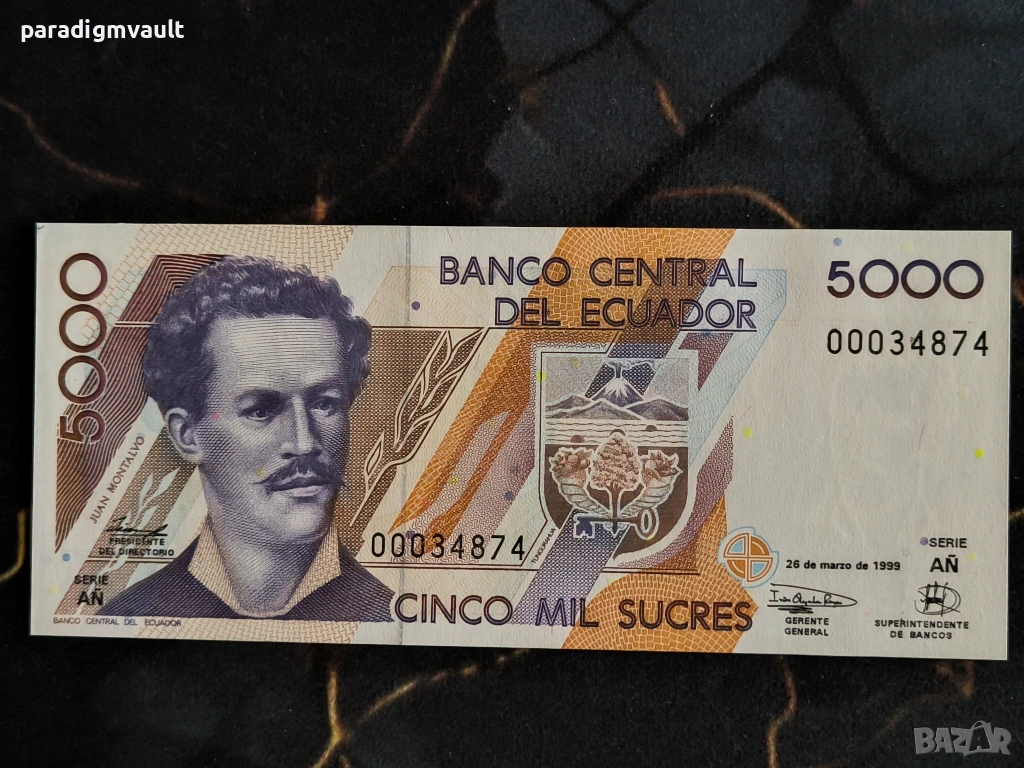 paradigmvault
5000
BANCO CENTRAL
DEL ECUADOR
5000
00034874
JUAN MONTALVO
PRESIDENTE
DEL DIRECTORIO
SERIE
AÑ
BANCO CENTRAL DEL ECUADOR
00034874
TUNGURAHUA
CINCO MIL SUCRES
26 de marzo de 1999
SERIE
AÑ
GERENTE
GENERAL
SUPERINTENDENTE
DE BANCOS
BAZAR